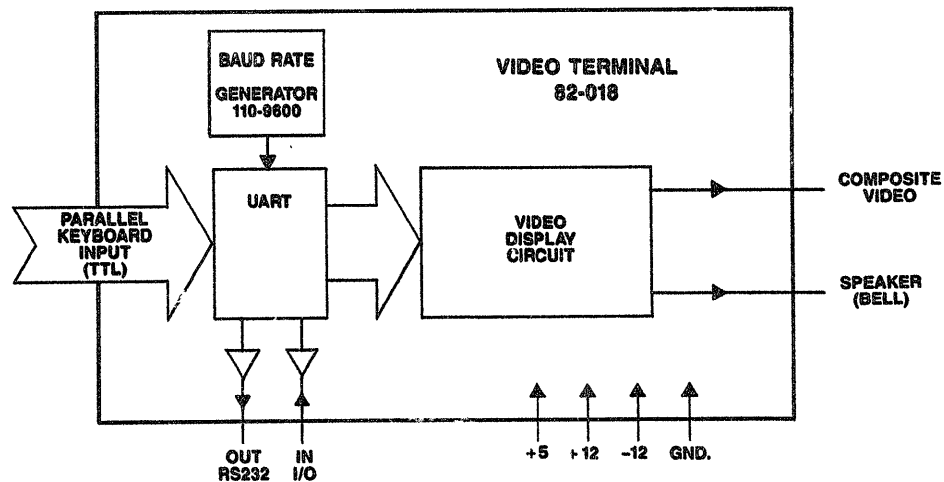 BAUD RATE
GENERATOR
110-9600
VIDEO TERMINAL
82-018
PARALLEL
KEYBOARD
INPUT
(TTL)
UART
VIDEO
DISPLAY
CIRCUIT
COMPOSITE
VIDEO
SPEAKER
(BELL)
OUT
RS232
IN
I/O
+5
+12
-12
GND.